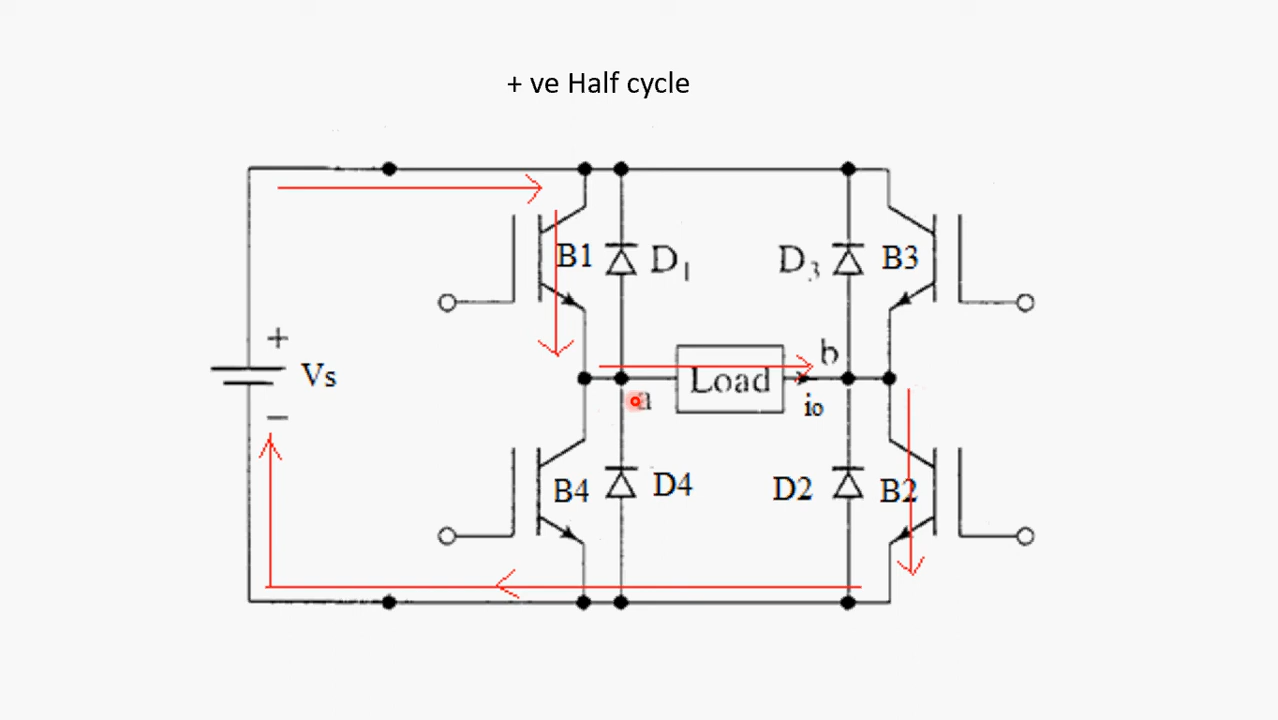 + ve Half cycle
B1
D1
D3
B3
+
Vs
−
b
Load
a
io
B4
D4
D2
B2